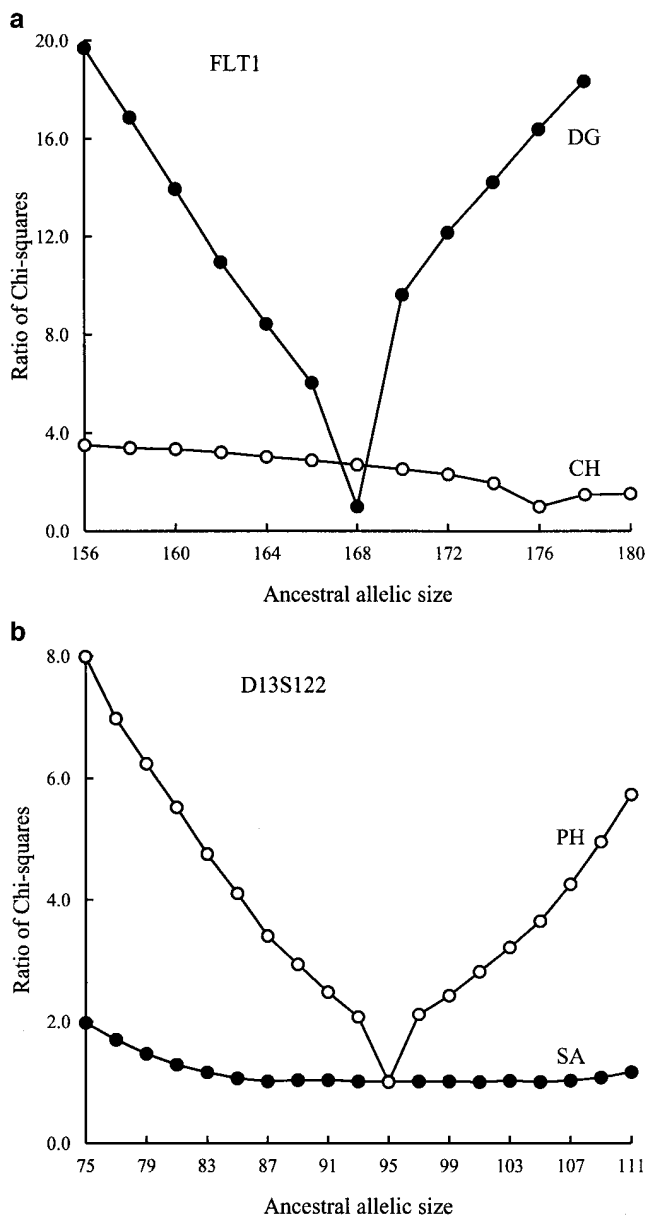 a
20.0
16.0
12.0
8.0
4.0
0.0
Ratio of Chi-squares
FLT1
DG
CH
156 160 164 168 172 176 180
Ancestral allelic size
b
8.0
6.0
4.0
2.0
0.0
Ratio of Chi-squares
D13S122
PH
SA
75 79 83 87 91 95 99 103 107 111
Ancestral allelic size